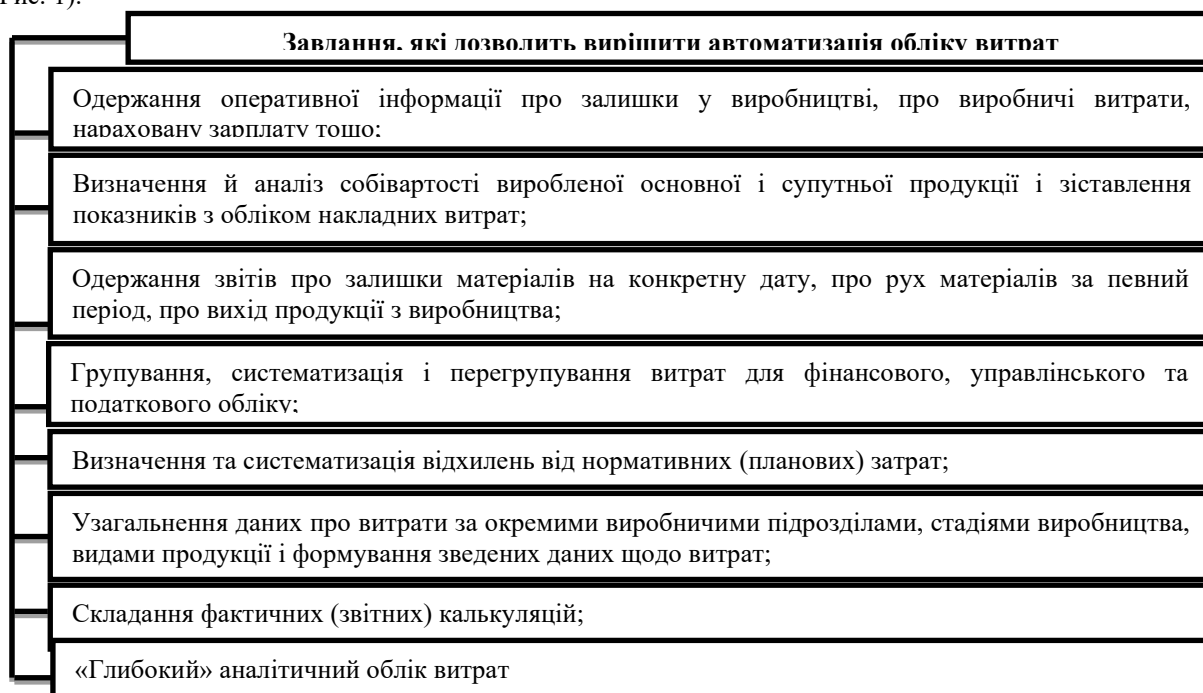 Рис. 1).
Завдання, які дозволить вирішити автоматизація обліку витрат
Одержання оперативної інформації про залишки у виробництві, про виробничі витрати,
нараховану зарплату тощо;
Визначення й аналіз собівартості виробленої основної і супутньої продукції і зіставлення
показників з обліком накладних витрат;
Одержання звітів про залишки матеріалів на конкретну дату, про рух матеріалів за певний
період, про вихід продукції з виробництва;
Групування, систематизація і перегрупування витрат для фінансового, управлінського та
податкового обліку;
Визначення та систематизація відхилень від нормативних (планових) затрат;
Узагальнення даних про витрати за окремими виробничими підрозділами, стадіями виробництва,
видами продукції і формування зведених даних щодо витрат;
Складання фактичних (звітних) калькуляцій;
«Глибокий» аналітичний облік витрат